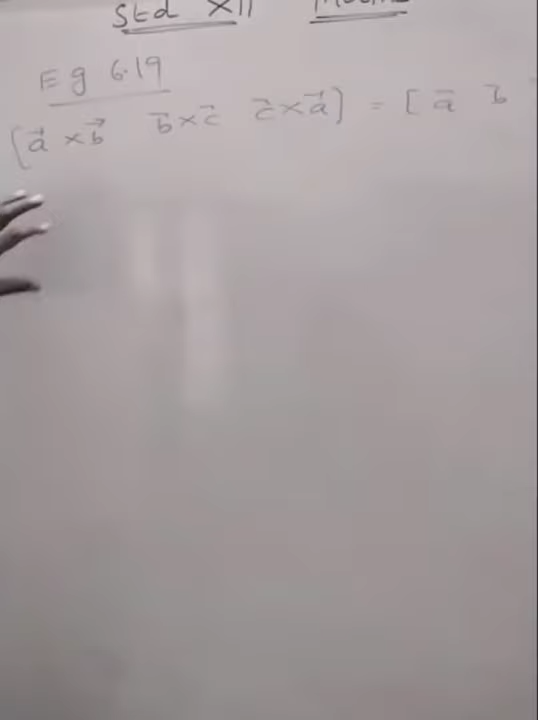 Std XII Maths
Eg 6.19
[a⃗ × b⃗ b⃗ × c⃗ c⃗ × a⃗] = [a⃗ b⃗